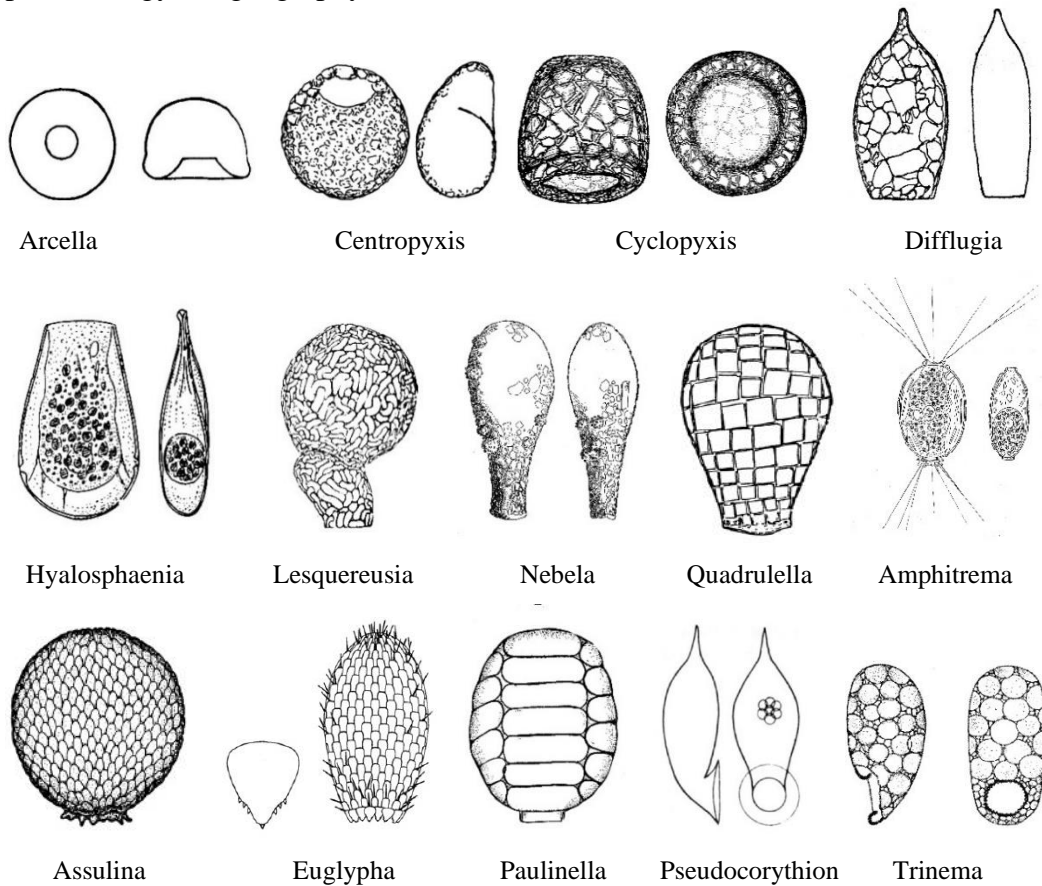 Arcella Centropyxis Cyclopyxis Difflugia
Hyalosphaenia Lesquereusia Nebela Quadrulella Amphitrema
Assulina Euglypha Paulinella Pseudocorythion Trinema